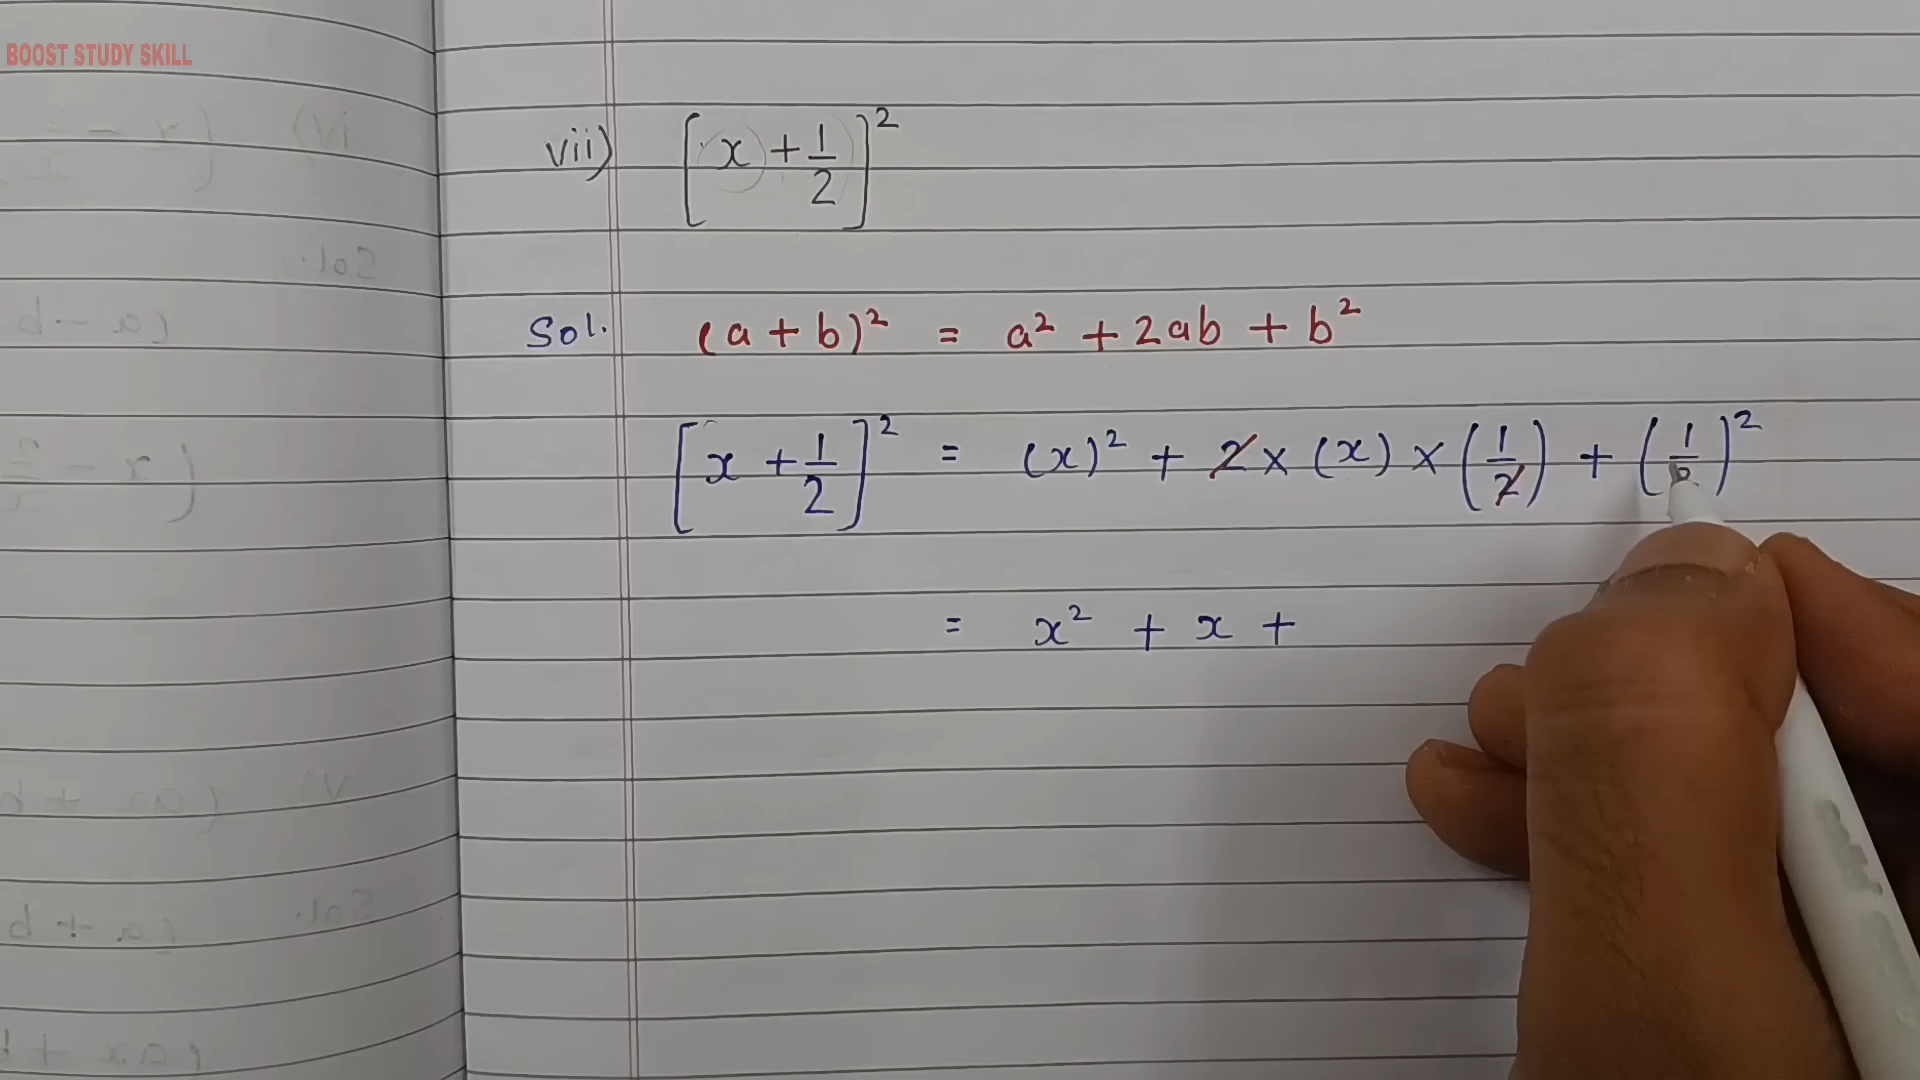 BOOST STUDY SKILL
vii) [x + 1/2]²
Sol. (a + b)² = a² + 2ab + b²
[x + 1/2]² = (x)² + 2 × (x) × (1/2) + (1/2)²
= x² + x +